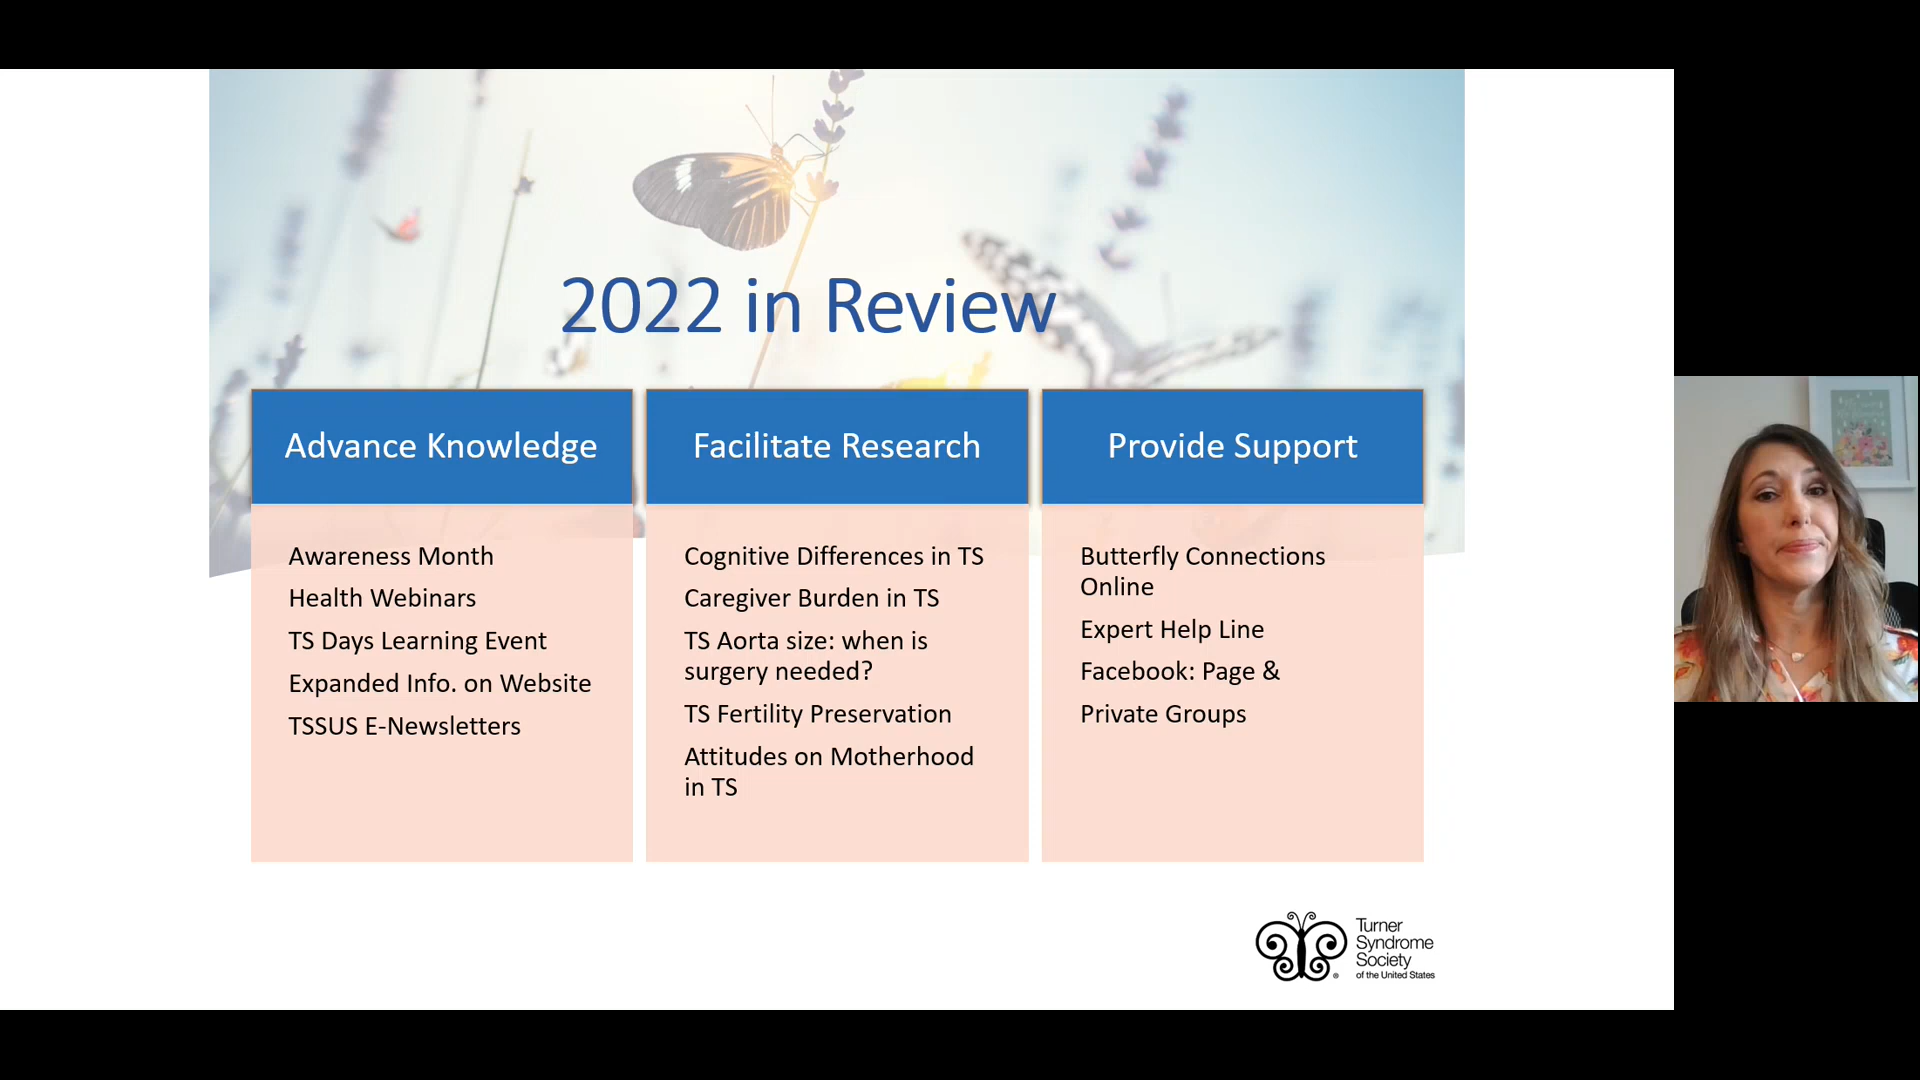 2022 in Review
Advance Knowledge
Awareness Month
Health Webinars
TS Days Learning Event
Expanded Info. on Website
TSSUS E-Newsletters
Facilitate Research
Cognitive Differences in TS
Caregiver Burden in TS
TS Aorta size: when is
surgery needed?
TS Fertility Preservation
Attitudes on Motherhood
in TS
Provide Support
Butterfly Connections
Online
Expert Help Line
Facebook: Page &
Private Groups
Turner
Syndrome
Society
of the United States